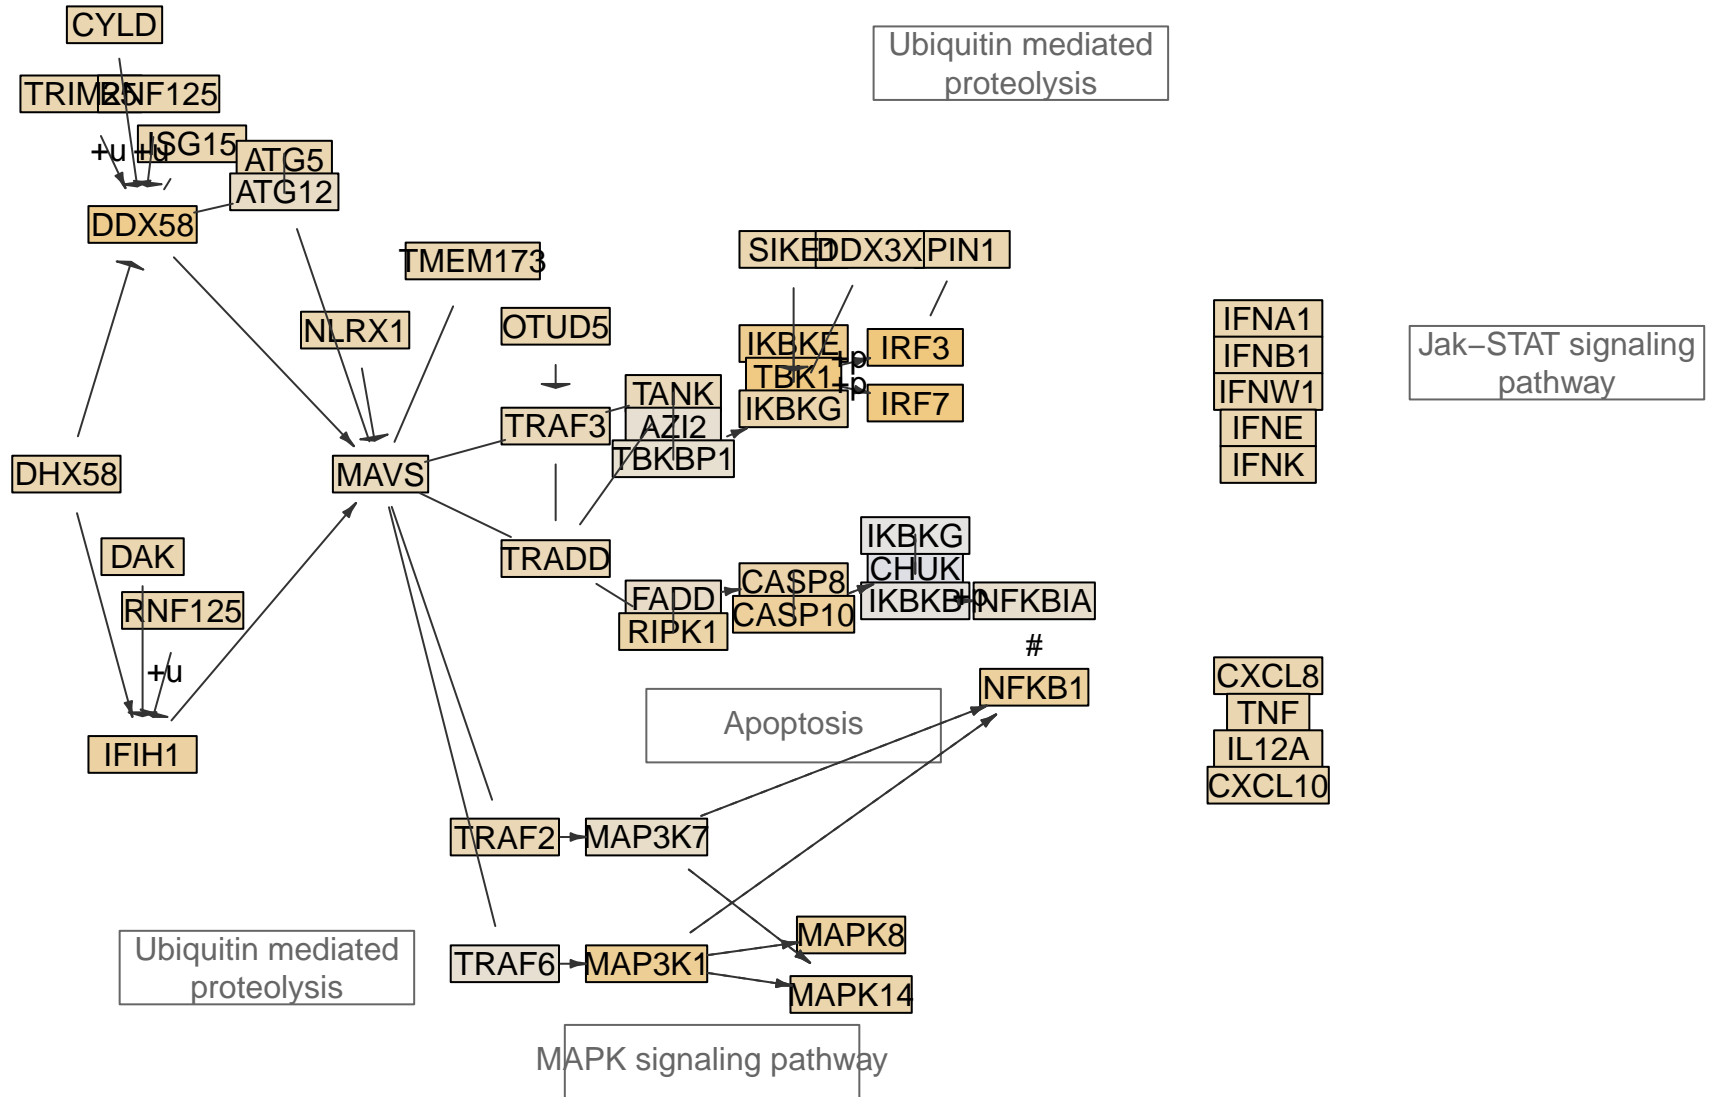 CYLD
Ubiquitin mediated
proteolysis
TRIM25
RNF125
ISG15
+u
+u
ATG5
ATG12
DDX58
TMEM173
SIKE1
DDX3X
PIN1
NLRX1
OTUD5
IKBKE
+p
IRF3
TBK1
+p
IRF7
IKBKG
IFNA1
IFNB1
IFNW1
IFNE
IFNK
Jak−STAT signaling
pathway
TANK
TRAF3
AZI2
TBKBP1
DHX58
MAVS
DAK
RNF125
+u
IFIH1
TRADD
FADD
RIPK1
CASP8
CASP10
IKBKG
CHUK
IKBKB
+p
NFKBIA
#
NFKB1
CXCL8
TNF
IL12A
CXCL10
Apoptosis
TRAF2
MAP3K7
MAPK8
TRAF6
MAP3K1
MAPK14
Ubiquitin mediated
proteolysis
MAPK signaling pathway